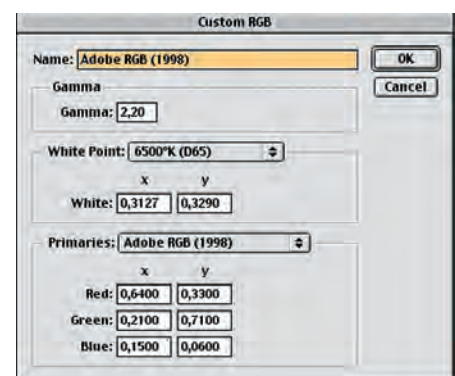 Custom RGB
Name: Adobe RGB (1998)
OK
Cancel
Gamma
Gamma: 2,20
White Point: 6500°K (D65)
x y
White: 0,3127 0,3290
Primaries: Adobe RGB (1998)
x y
Red: 0,6400 0,3300
Green: 0,2100 0,7100
Blue: 0,1500 0,0600